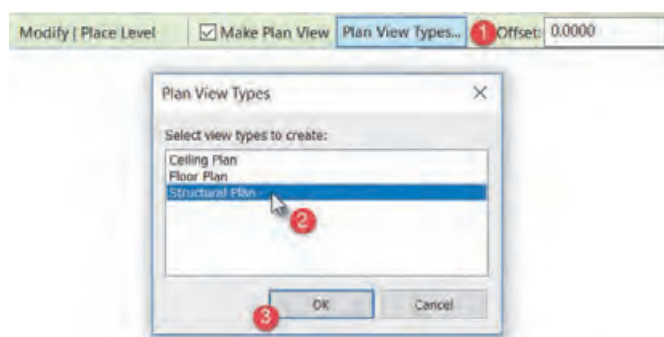 Modify | Place Level Make Plan View Plan View Types... 1 Offset: 0.0000
Plan View Types
Select view types to create:
Ceiling Plan
Floor Plan
Structural Plan
2
3 OK Cancel